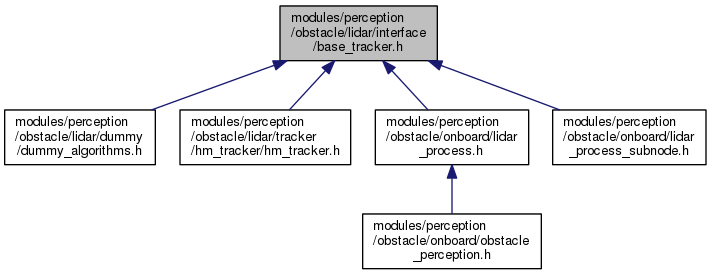 modules/perception
/obstacle/lidar/interface
/base_tracker.h
modules/perception
/obstacle/lidar/dummy
/dummy_algorithms.h
modules/perception
/obstacle/lidar/tracker
/hm_tracker/hm_tracker.h
modules/perception
/obstacle/onboard/lidar
_process.h
modules/perception
/obstacle/onboard/lidar
_process_subnode.h
modules/perception
/obstacle/onboard/obstacle
_perception.h